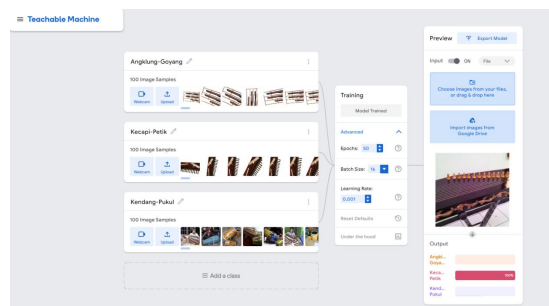 Teachable Machine
Angklung-Goyang
100 Image Samples
Webcam
Upload
Kecapi-Petik
100 Image Samples
Webcam
Upload
Kendang-Pukul
100 Image Samples
Webcam
Upload
Add a class
Training
Model Trained
Advanced
Epochs: 50
Batch Size: 16
Learning Rate:
0.001
Reset Defaults
Under the hood
Preview
Export Model
Input ON File
Choose images from your files,
or drag & drop here
Import images from
Google Drive
Output
Angkl...
Goya...
Keca...
Petik
100%
Kend...
Pukul